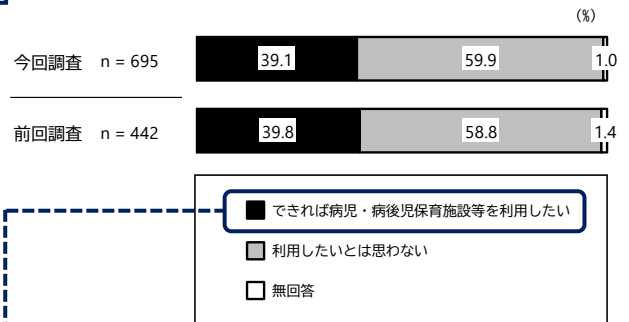 (%)
今回調査 n = 695 39.1 59.9 1.0
前回調査 n = 442 39.8 58.8 1.4
できれば病児・病後児保育施設等を利用したい
利用したいとは思わない
無回答